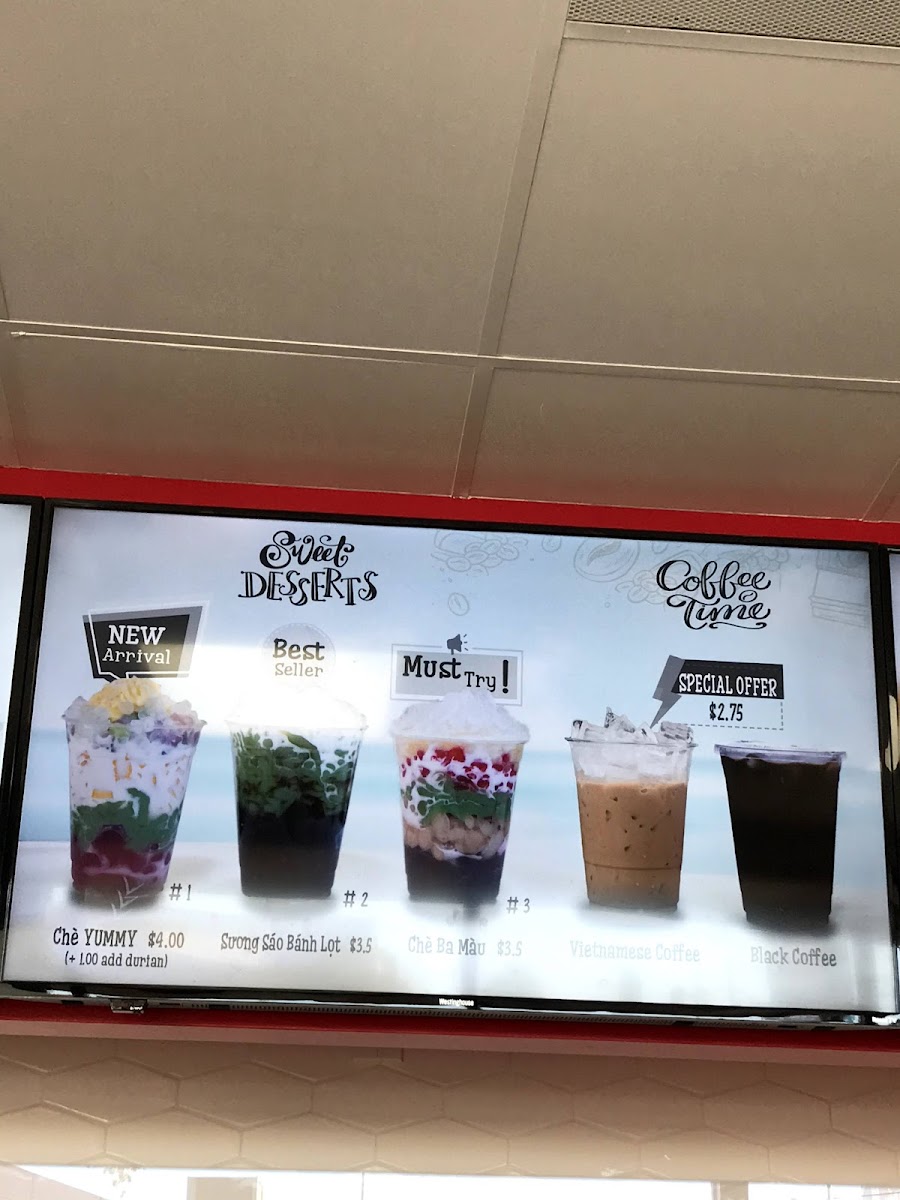 Sweet
DESSERTS
Coffee
Time
NEW
Arrival
Best
Seller
Must Try!
SPECIAL OFFER
$2.75
#1
#2
#3
Chè YUMMY $4.00
(+ 1.00 add durian)
Sương Sáo Bánh Lọt $3.5
Chè Ba Màu $3.5
Vietnamese Coffee
Black Coffee
Westinghouse